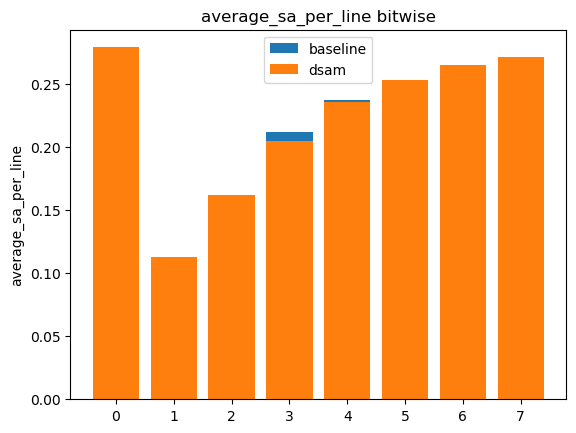 average_sa_per_line bitwise
baseline
dsam
average_sa_per_line
0.25
0.20
0.15
0.10
0.05
0.00
0 1 2 3 4 5 6 7